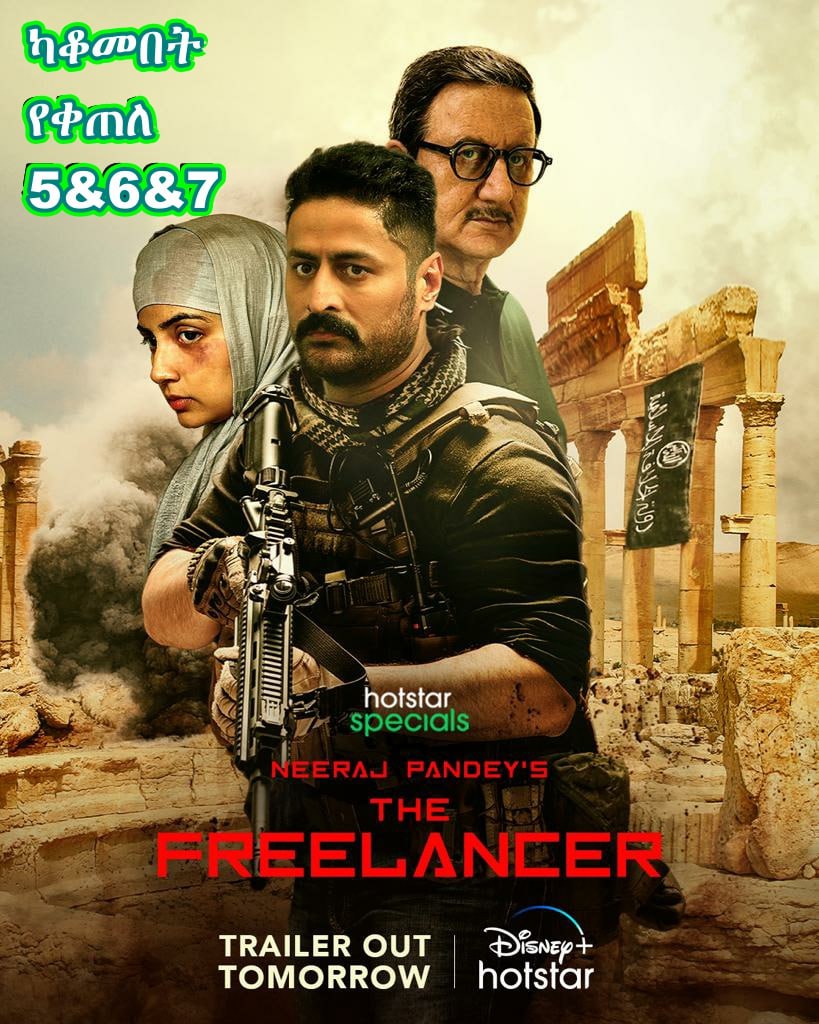 ካቆመበት
የቀጠለ
5&6&7
hotstar
specials
NEERAJ PANDEY'S
THE
FREELANCER
TRAILER OUT
TOMORROW
Disney+
hotstar